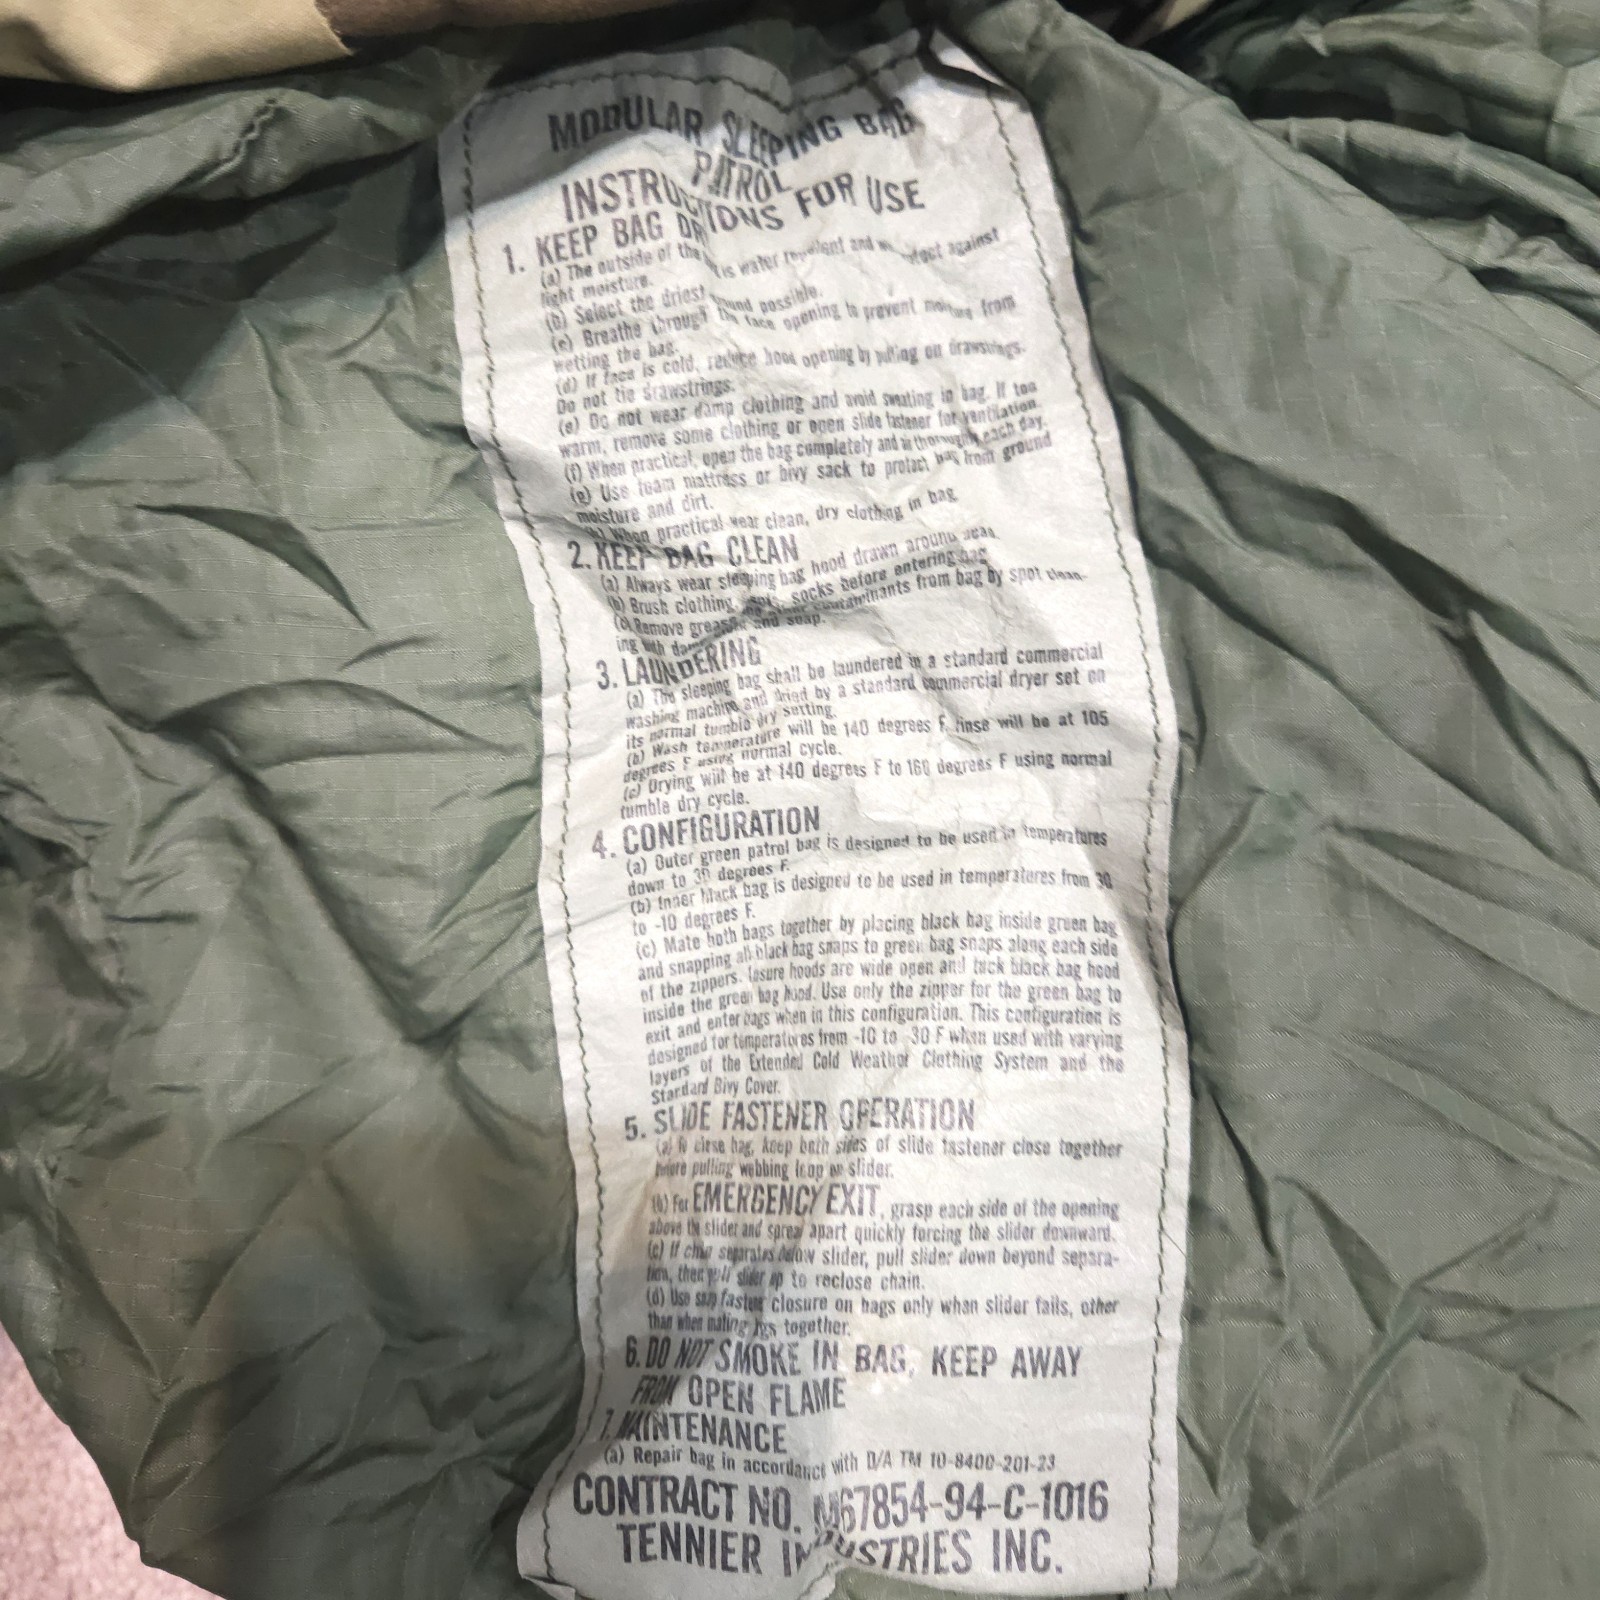 MODULAR SLEEPING BAG
PATROL
INSTRUCTIONS FOR USE
1. KEEP BAG DRY
(a) The outside of the is water repellent and against
light moisture.
(b) Select the driest ground possible.
(c) Breathe through the face opening to prevent moisture from
wetting the bag.
(d) If face is cold, reduce hood opening by pulling on drawstrings.
Do not tie drawstrings.
(e) Do not wear damp clothing and avoid sweating in bag. If too
warm, remove some clothing or open slide fastener for ventilation.
(f) When practical, open the bag completely and air thoroughly each day.
(g) Use foam mattress or bivy sack to protect bag from ground
moisture and dirt.
(h) When practical wear clean, dry clothing in bag
2. KEEP BAG CLEAN
(a) Always wear sleeping bag hood drawn around head.
(b) Brush clothing, socks before entering bag
(c) Remove grease and other contaminants from bag by spot clean-
ing with and soap.
3. LAUNDERING
(a) The sleeping bag shall be laundered in a standard commercial
washing machine and dried by a standard commercial dryer set on
its normal tumble dry setting.
(b) Wash temperature will be 140 degrees F, rinse will be at 105
degrees F using normal cycle.
(c) Drying will be at 140 degrees F to 160 degrees F using normal
tumble dry cycle.
4. CONFIGURATION
(a) Outer green patrol bag is designed to be used in temperatures
down to 30 degrees F.
(b) Inner black bag is designed to be used in temperatures from 30
to -10 degrees F.
(c) Mate both bags together by placing black bag inside green bag
and snapping all black bag snaps to green bag snaps along each side
of the zippers. Insure hoods are wide open and tuck black bag hood
inside the green bag hood. Use only the zipper for the green bag to
exit and enter bags when in this configuration. This configuration is
designed for temperatures from -10 to -30 F when used with varying
layers of the Extended Cold Weather Clothing System and the
Standard Bivy Cover.
5. SLIDE FASTENER OPERATION
(a) To close bag, keep both sides of slide fastener close together
before pulling webbing loop on slider.
(b) For EMERGENCY EXIT, grasp each side of the opening
above the slider and spread apart quickly forcing the slider downward.
(c) If chain separates below slider, pull slider down beyond separa-
tion, then pull slider up to reclose chain.
(d) Use snap fastener closure on bags only when slider fails, other
than when mating bags together.
6. DO NOT SMOKE IN BAG, KEEP AWAY
FROM OPEN FLAME
7. MAINTENANCE
(a) Repair bag in accordance with D/A TM 10-8400-201-23
CONTRACT NO. M67854-94-C-1016
TENNIER INDUSTRIES INC.